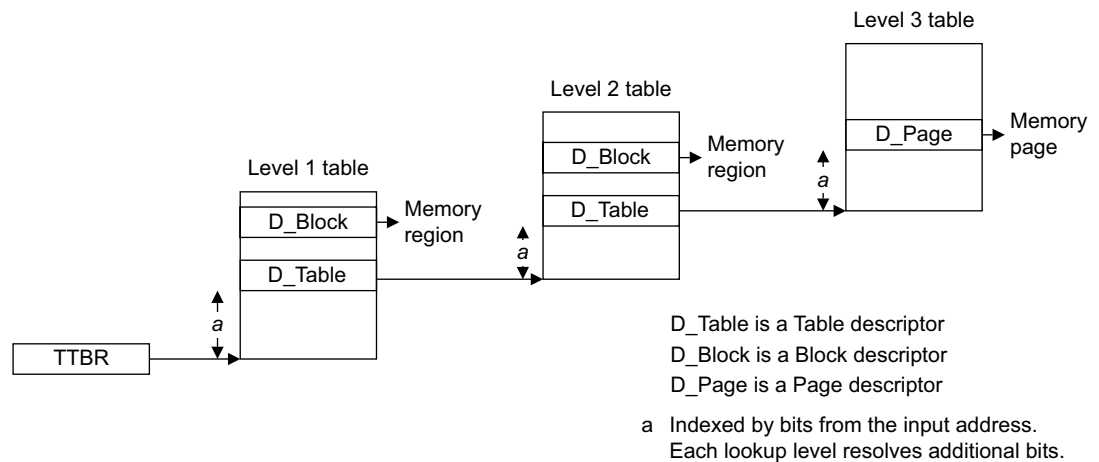 Level 3 table
D_Page
Memory
page
a
Level 2 table
D_Block
Memory
region
D_Table
a
Level 1 table
D_Block
Memory
region
D_Table
a
TTBR
D_Table is a Table descriptor
D_Block is a Block descriptor
D_Page is a Page descriptor
a Indexed by bits from the input address.
Each lookup level resolves additional bits.